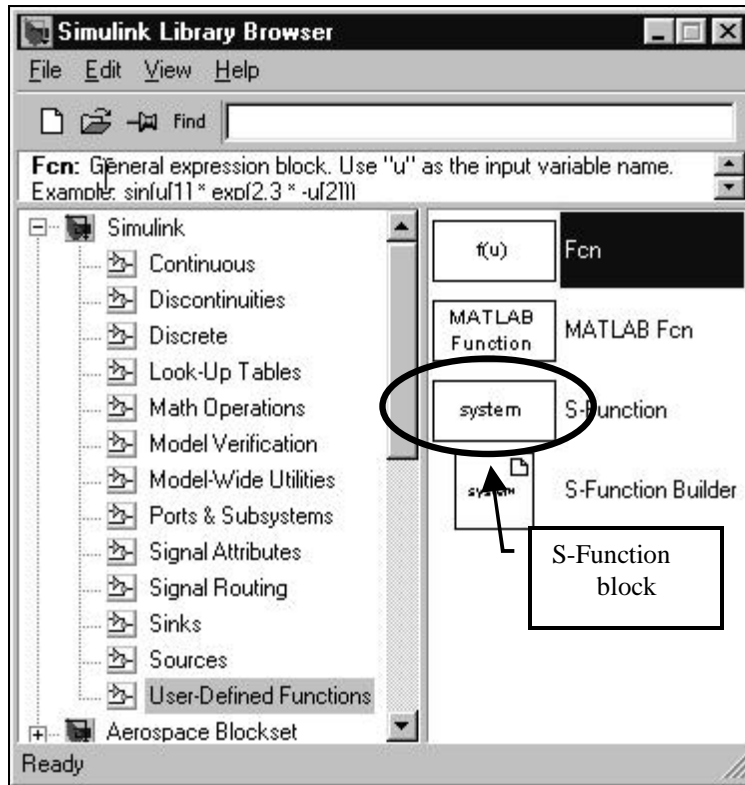 Simulink Library Browser
File Edit View Help
Find
Fcn: General expression block. Use "u" as the input variable name.
Example: sin(u[1] * exp(2.3 * -u[2]))
Simulink
Continuous
Discontinuities
Discrete
Look-Up Tables
Math Operations
Model Verification
Model-Wide Utilities
Ports & Subsystems
Signal Attributes
Signal Routing
Sinks
Sources
User-Defined Functions
Aerospace Blockset
f(u)
Fcn
MATLAB
Function
MATLAB Fcn
system
S-Function
system
S-Function Builder
S-Function
block
Ready